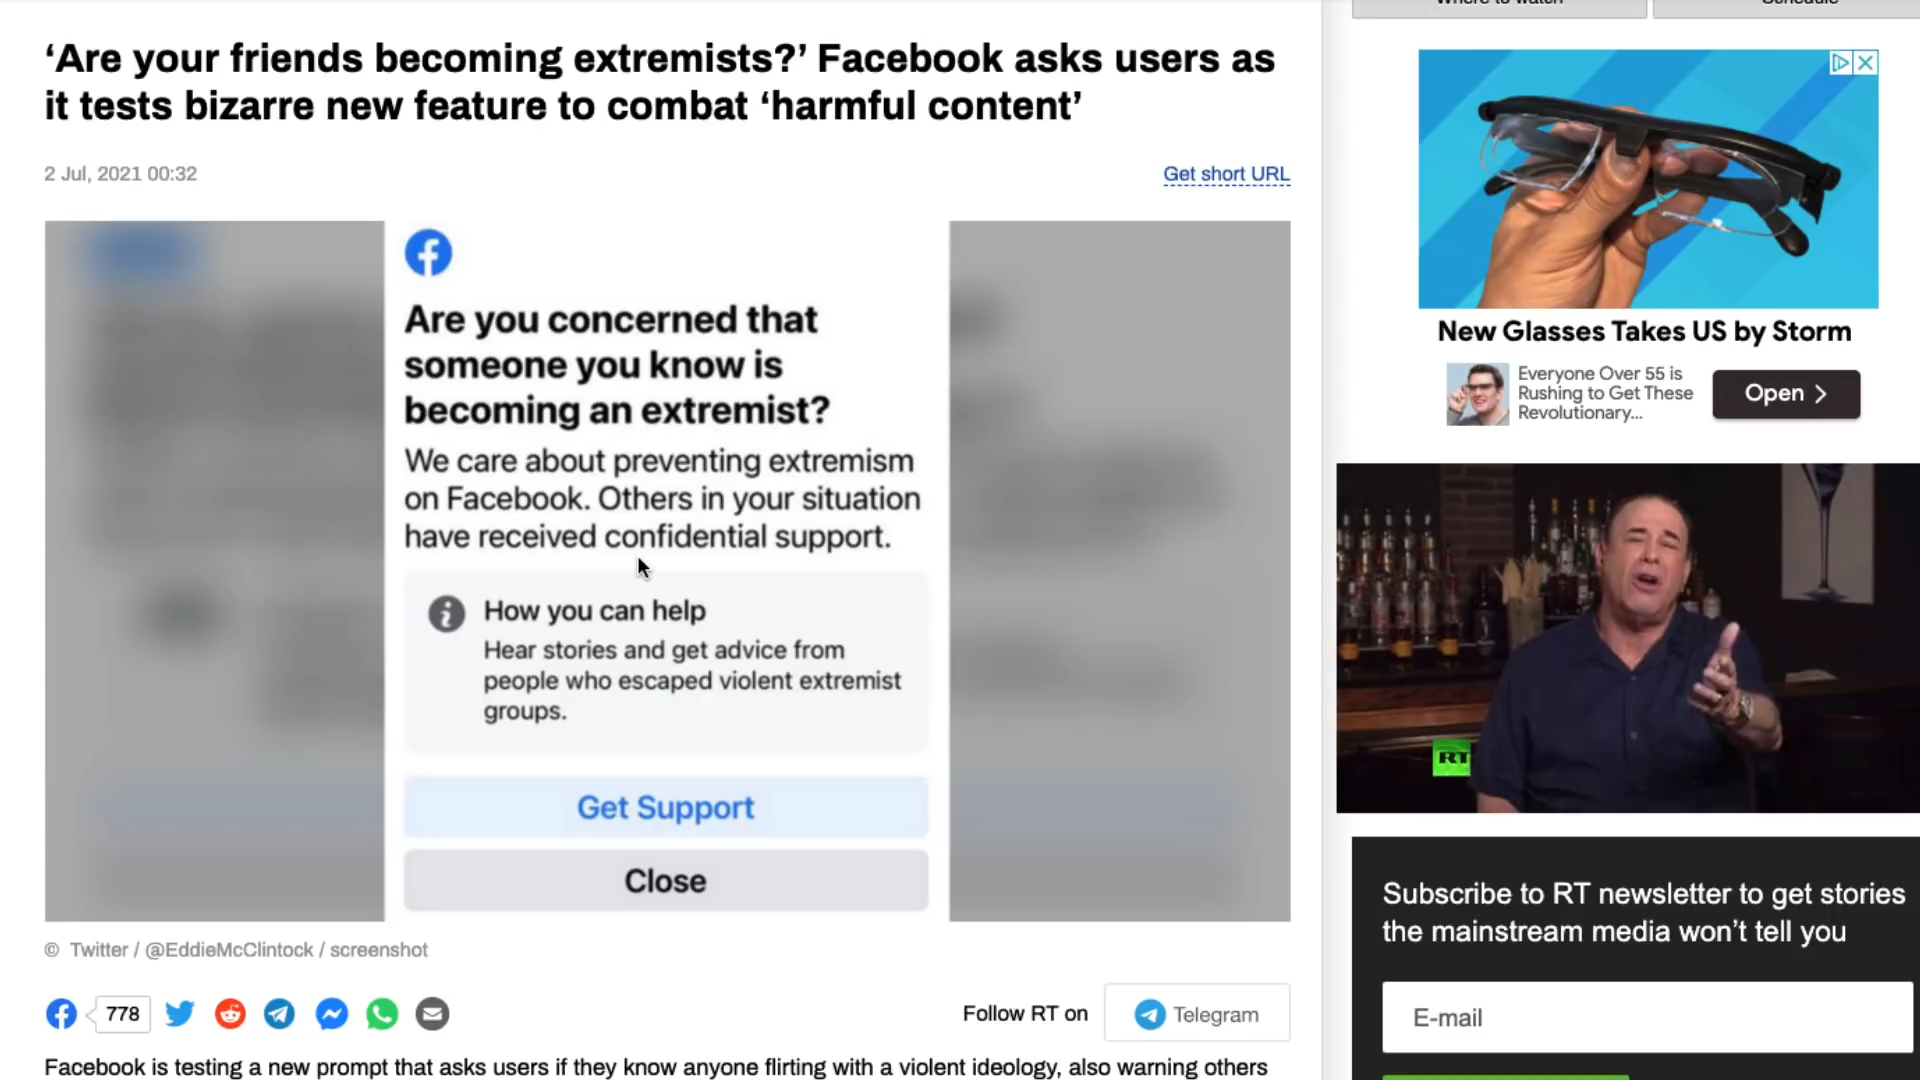 Where to watch
Schedule
‘Are your friends becoming extremists?’ Facebook asks users as
it tests bizarre new feature to combat ‘harmful content’
2 Jul, 2021 00:32
Get short URL
Are you concerned that
someone you know is
becoming an extremist?
We care about preventing extremism
on Facebook. Others in your situation
have received confidential support.
How you can help
Hear stories and get advice from
people who escaped violent extremist
groups.
Get Support
Close
© Twitter / @EddieMcClintock / screenshot
778
Follow RT on
Telegram
Facebook is testing a new prompt that asks users if they know anyone flirting with a violent ideology, also warning others
New Glasses Takes US by Storm
Everyone Over 55 is
Rushing to Get These
Revolutionary...
Open
RT
Subscribe to RT newsletter to get stories
the mainstream media won’t tell you
E-mail